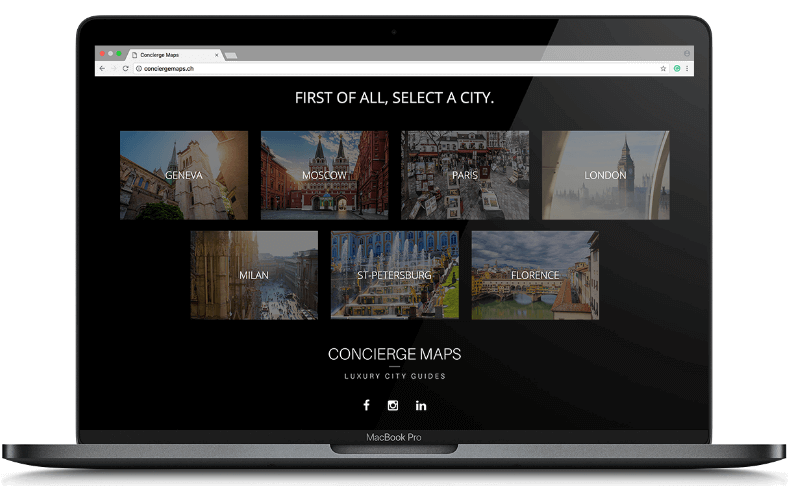 Concierge Maps
conciergemaps.ch
FIRST OF ALL, SELECT A CITY.
GENEVA
MOSCOW
PARIS
LONDON
MILAN
ST-PETERSBURG
FLORENCE
CONCIERGE MAPS
LUXURY CITY GUIDES
MacBook Pro